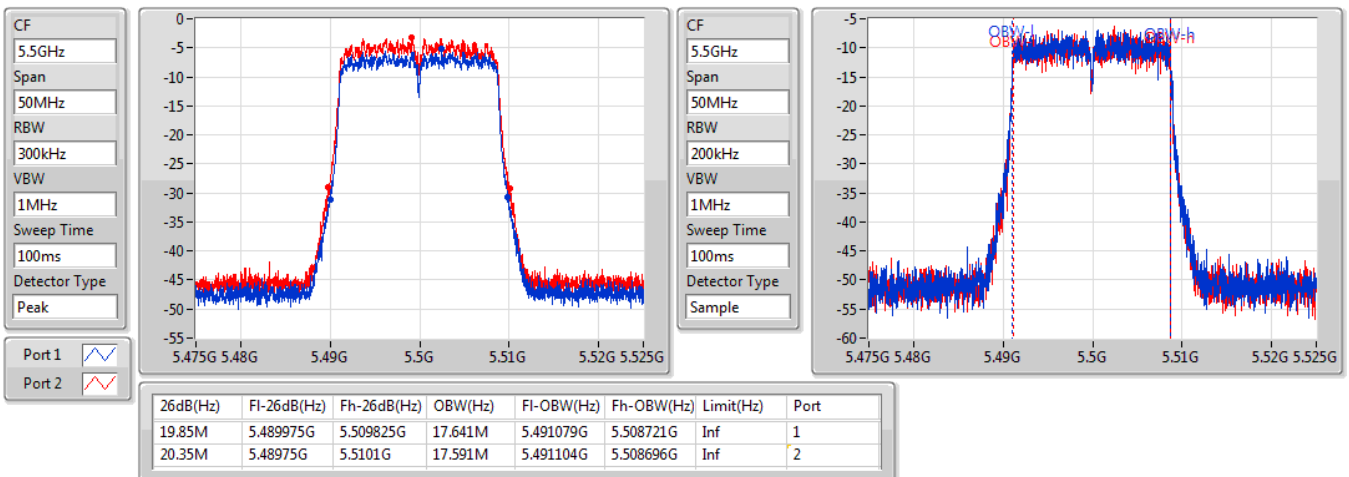 CF
5.5GHz
Span
50MHz
RBW
300kHz
VBW
1MHz
Sweep Time
100ms
Detector Type
Peak
Port 1
Port 2
0
-5
-10
-15
-20
-25
-30
-35
-40
-45
-50
-55
5.475G 5.48G 5.49G 5.5G 5.51G 5.52G 5.525G
CF
5.5GHz
Span
50MHz
RBW
200kHz
VBW
1MHz
Sweep Time
100ms
Detector Type
Sample
-5
-10
-15
-20
-25
-30
-35
-40
-45
-50
-55
-60
OBW-h
5.475G 5.48G 5.49G 5.5G 5.51G 5.52G 5.525G
26dB(Hz) Fl-26dB(Hz) Fh-26dB(Hz) OBW(Hz) Fl-OBW(Hz) Fh-OBW(Hz) Limit(Hz) Port
19.85M 5.489975G 5.509825G 17.641M 5.491079G 5.508721G Inf 1
20.35M 5.48975G 5.5101G 17.591M 5.491104G 5.508696G Inf 2